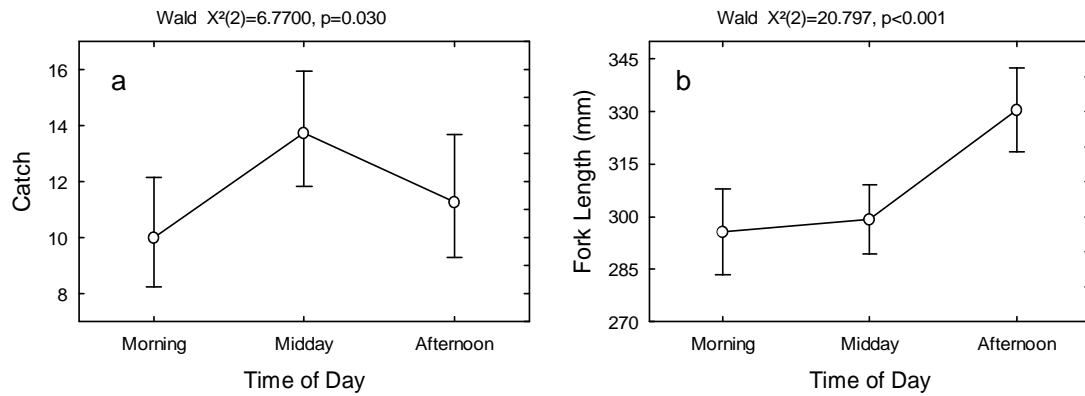 Wald X²(2)=6.7700, p=0.030
a
16
14
12
10
8
Catch
Morning Midday Afternoon
Time of Day
Wald X²(2)=20.797, p<0.001
b
345
330
315
300
285
270
Fork Length (mm)
Morning Midday Afternoon
Time of Day